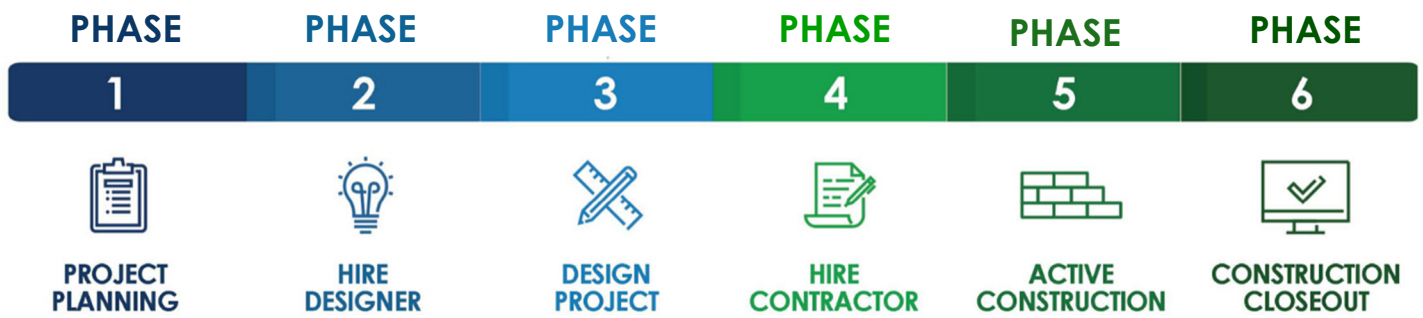 PHASE PHASE PHASE PHASE PHASE PHASE
1 2 3 4 5 6
PROJECT HIRE DESIGN HIRE ACTIVE CONSTRUCTION
PLANNING DESIGNER PROJECT CONTRACTOR CONSTRUCTION CLOSEOUT